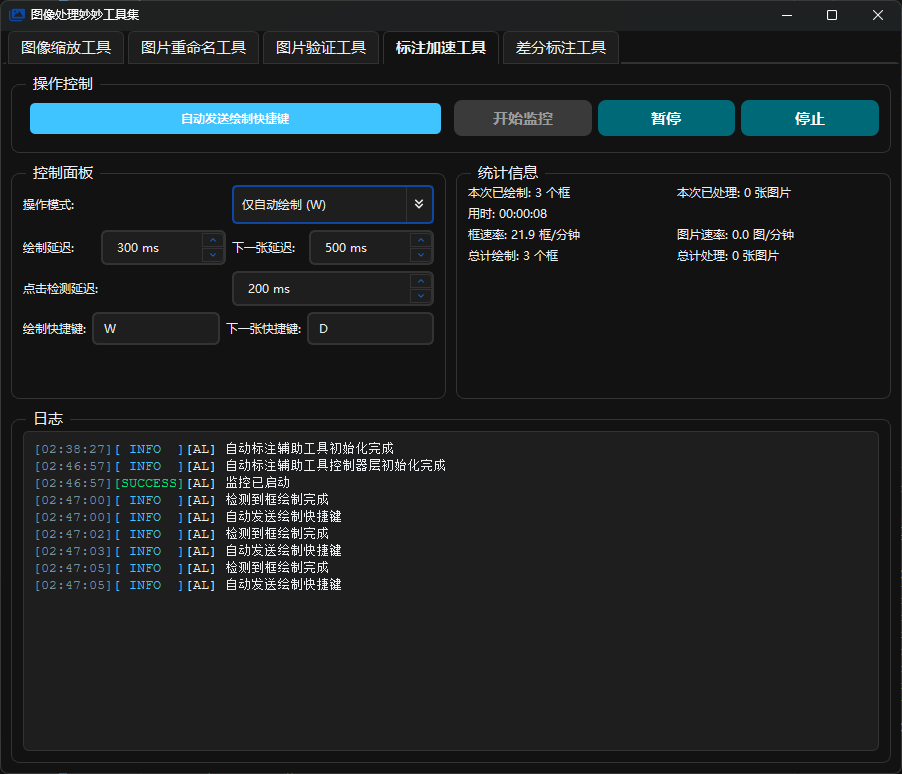 图像处理妙妙工具集
图像缩放工具 图片重命名工具 图片验证工具 标注加速工具 差分标注工具
操作控制
自动发送绘制快捷键 开始监控 暂停 停止
控制面板
操作模式: 仅自动绘制 (W)
绘制延迟: 300 ms 下一张延迟: 500 ms
点击检测延迟: 200 ms
绘制快捷键: W 下一张快捷键: D
统计信息
本次已绘制: 3 个框 本次已处理: 0 张图片
用时: 00:00:08
框速率: 21.9 框/分钟 图片速率: 0.0 图/分钟
总计绘制: 3 个框 总计处理: 0 张图片
日志
[02:38:27][ INFO ][AL] 自动标注辅助工具初始化完成
[02:46:57][ INFO ][AL] 自动标注辅助工具控制器层初始化完成
[02:46:57][SUCCESS][AL] 监控已启动
[02:47:00][ INFO ][AL] 检测到框绘制完成
[02:47:00][ INFO ][AL] 自动发送绘制快捷键
[02:47:02][ INFO ][AL] 检测到框绘制完成
[02:47:03][ INFO ][AL] 自动发送绘制快捷键
[02:47:05][ INFO ][AL] 检测到框绘制完成
[02:47:05][ INFO ][AL] 自动发送绘制快捷键